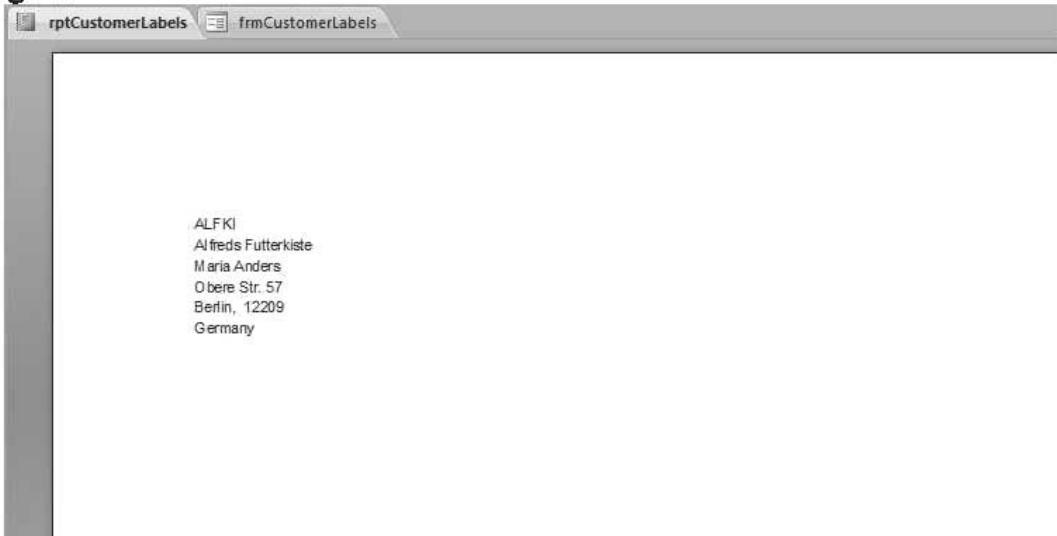 rptCustomerLabels frmCustomerLabels
ALFKI
Alfreds Futterkiste
Maria Anders
Obere Str. 57
Berlin, 12209
Germany